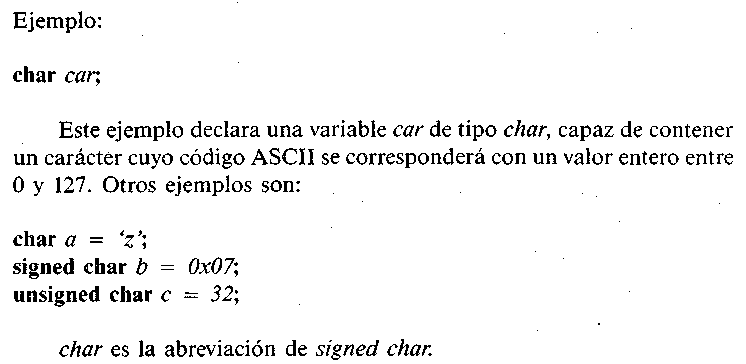 Ejemplo:
char car;
Este ejemplo declara una variable car de tipo char, capaz de contener
un carácter cuyo código ASCII se corresponderá con un valor entero entre
0 y 127. Otros ejemplos son:
char a = ‘z’;
signed char b = 0x07;
unsigned char c = 32;
char es la abreviación de signed char.